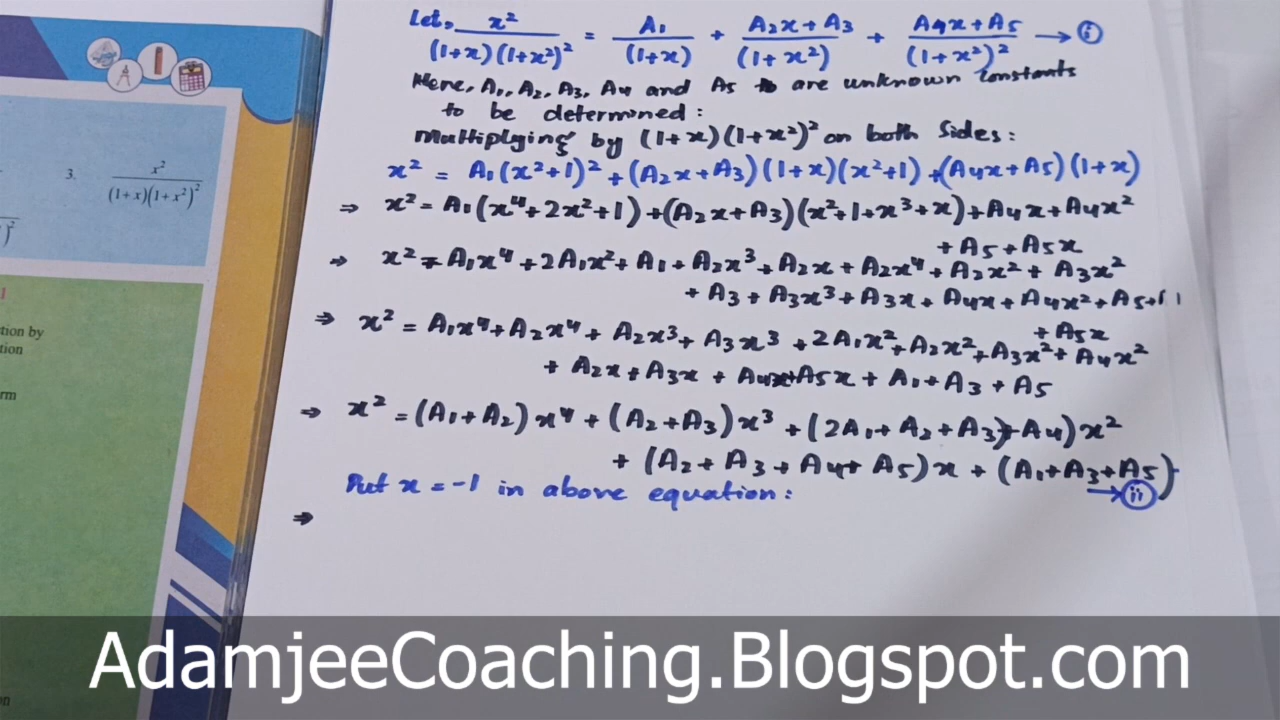 Let, x²/((1+x)(1+x²)²) = A₁/(1+x) + (A₂x+A₃)/(1+x²) + (A₄x+A₅)/(1+x²)² → (i)
Here, A₁, A₂, A₃, A₄ and A₅ are unknown constants
to be determined:
Multiplying by (1+x)(1+x²)² on both sides:
x² = A₁(x²+1)² + (A₂x+A₃)(1+x)(x²+1) + (A₄x+A₅)(1+x)
⇒ x² = A₁(x⁴+2x²+1) + (A₂x+A₃)(x²+1+x³+x) + A₄x + A₄x²
+ A₅ + A₅x
⇒ x² = A₁x⁴ + 2A₁x² + A₁ + A₂x³ + A₂x + A₂x⁴ + A₂x² + A₃x²
+ A₃ + A₃x³ + A₃x + A₄x + A₄x² + A₅
+ A₅x
⇒ x² = A₁x⁴ + A₂x⁴ + A₂x³ + A₃x³ + 2A₁x² + A₂x² + A₃x² + A₄x²
+ A₂x + A₃x + A₄x + A₅x + A₁ + A₃ + A₅
⇒ x² = (A₁+A₂)x⁴ + (A₂+A₃)x³ + (2A₁+A₂+A₃+A₄)x²
+ (A₂+A₃+A₄+A₅)x + (A₁+A₃+A₅)
→ (ii)
Put x = -1 in above equation:
⇒
3. x²/((1+x)(1+x²)²)
1
tion by
tion
rm
on
AdamjeeCoaching.Blogspot.com